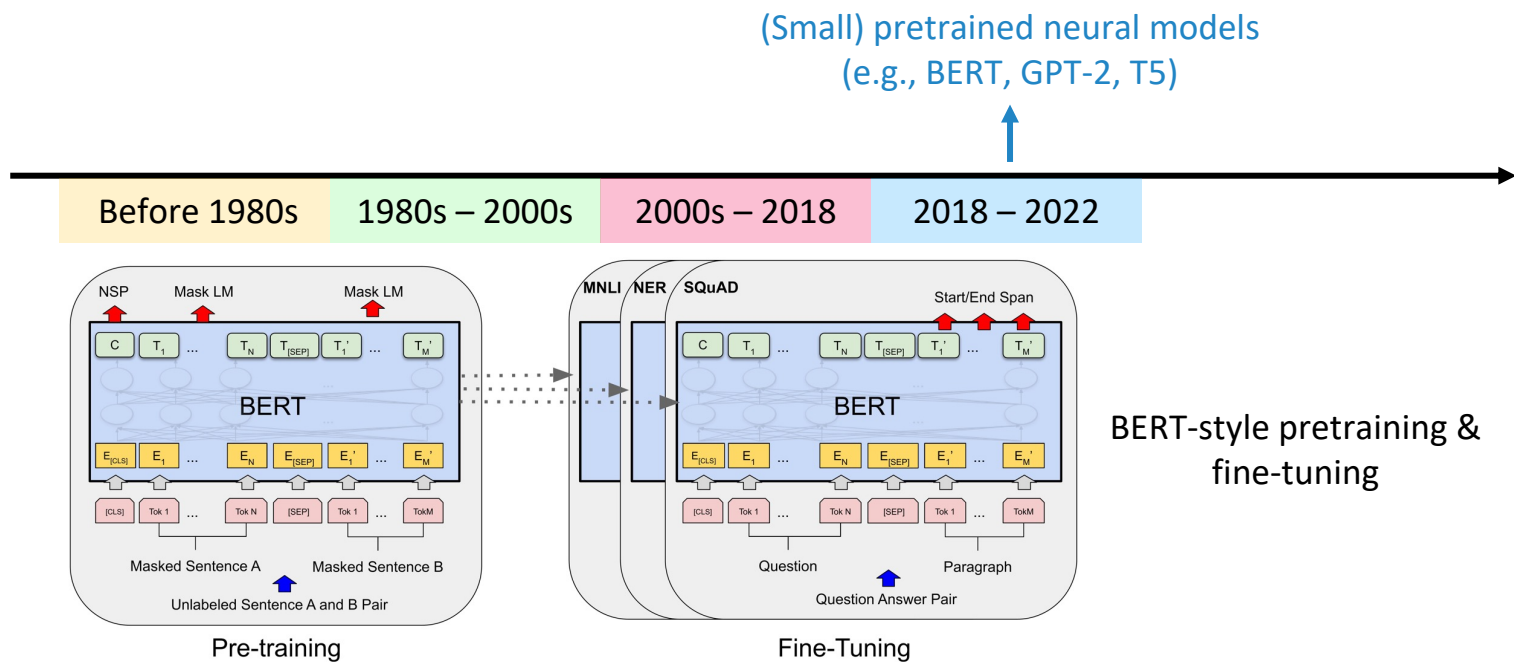 (Small) pretrained neural models
(e.g., BERT, GPT-2, T5)
Before 1980s 1980s – 2000s 2000s – 2018 2018 – 2022
NSP Mask LM Mask LM
C T1 ... TN T[SEP] T1' ... TM'
BERT
E[CLS] E1 ... EN E[SEP] E1' ... EM'
[CLS] Tok 1 ... Tok N [SEP] Tok 1 ... TokM
Masked Sentence A Masked Sentence B
Unlabeled Sentence A and B Pair
Pre-training
MNLI NER SQuAD
Start/End Span
C T1 ... TN T[SEP] T1' ... TM'
BERT
E[CLS] E1 ... EN E[SEP] E1' ... EM'
[CLS] Tok 1 ... Tok N [SEP] Tok 1 ... TokM
Question Paragraph
Question Answer Pair
Fine-Tuning
BERT-style pretraining &
fine-tuning